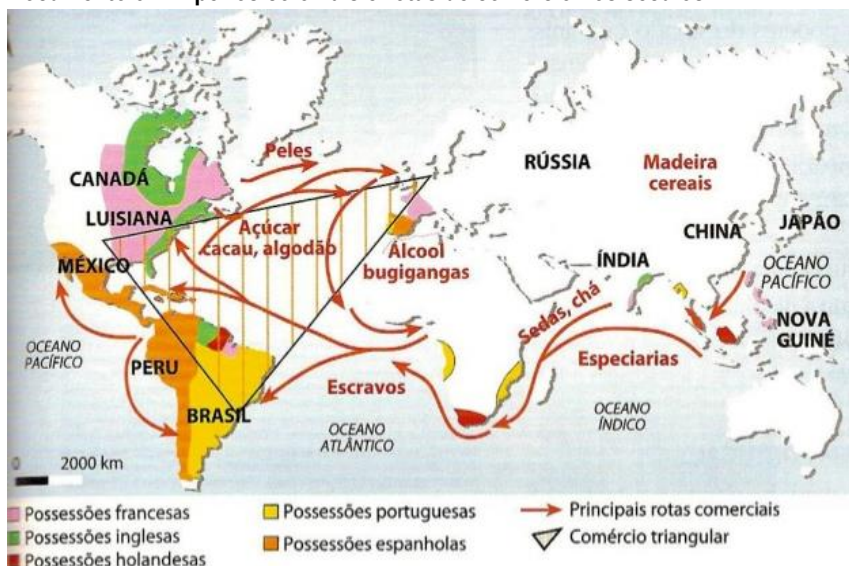 Peles
CANADÁ
RÚSSIA
Madeira
cereais
LUISIANA
Açúcar
cacau, algodão
Álcool
bugigangas
CHINA
JAPÃO
MÉXICO
ÍNDIA
OCEANO
PACÍFICO
OCEANO
PACÍFICO
Sedas, chá
NOVA
GUINÉ
PERU
Especiarias
Escravos
BRASIL
OCEANO
ATLÂNTICO
OCEANO
ÍNDICO
0 2000 km
Possessões francesas
Possessões inglesas
Possessões holandesas
Possessões portuguesas
Possessões espanholas
Principais rotas comerciais
Comércio triangular